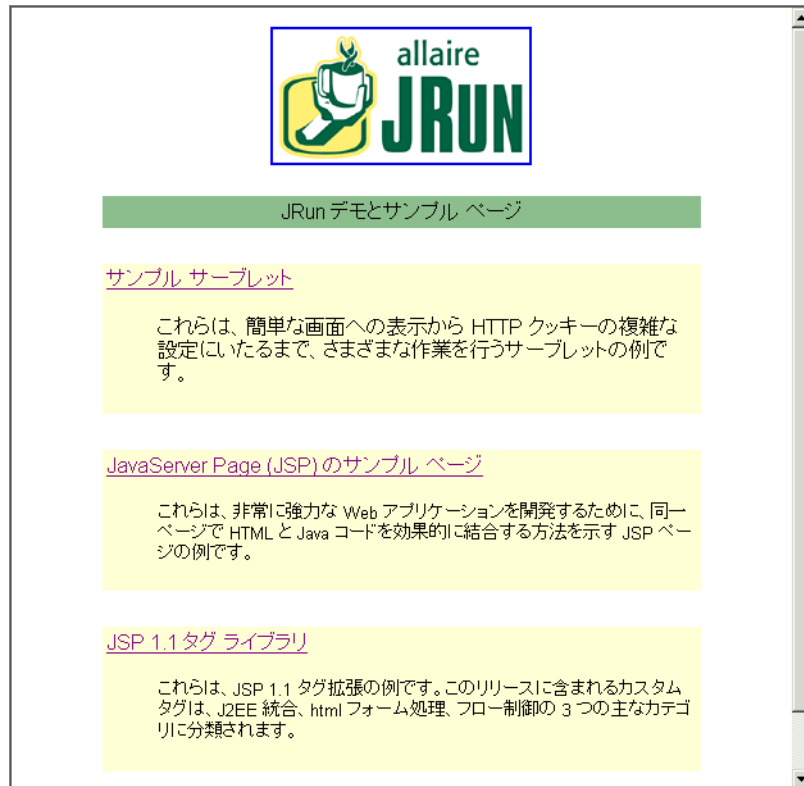 allaire
JRUN
JRun デモとサンプル ページ
サンプル サーブレット
これらは、簡単な画面への表示から HTTP クッキーの複雑な
設定にいたるまで、さまざまな作業を行うサーブレットの例で
す。
JavaServer Page (JSP) のサンプル ページ
これらは、非常に強力な Web アプリケーションを開発するために、同一
ページで HTML と Java コードを効果的に結合する方法を示す JSP ペー
ジの例です。
JSP 1.1 タグ ライブラリ
これらは、JSP 1.1 タグ拡張の例です。このリリースに含まれるカスタム
タグは、J2EE 統合、html フォーム処理、フロー制御の 3 つの主なカテゴ
リに分類されます。